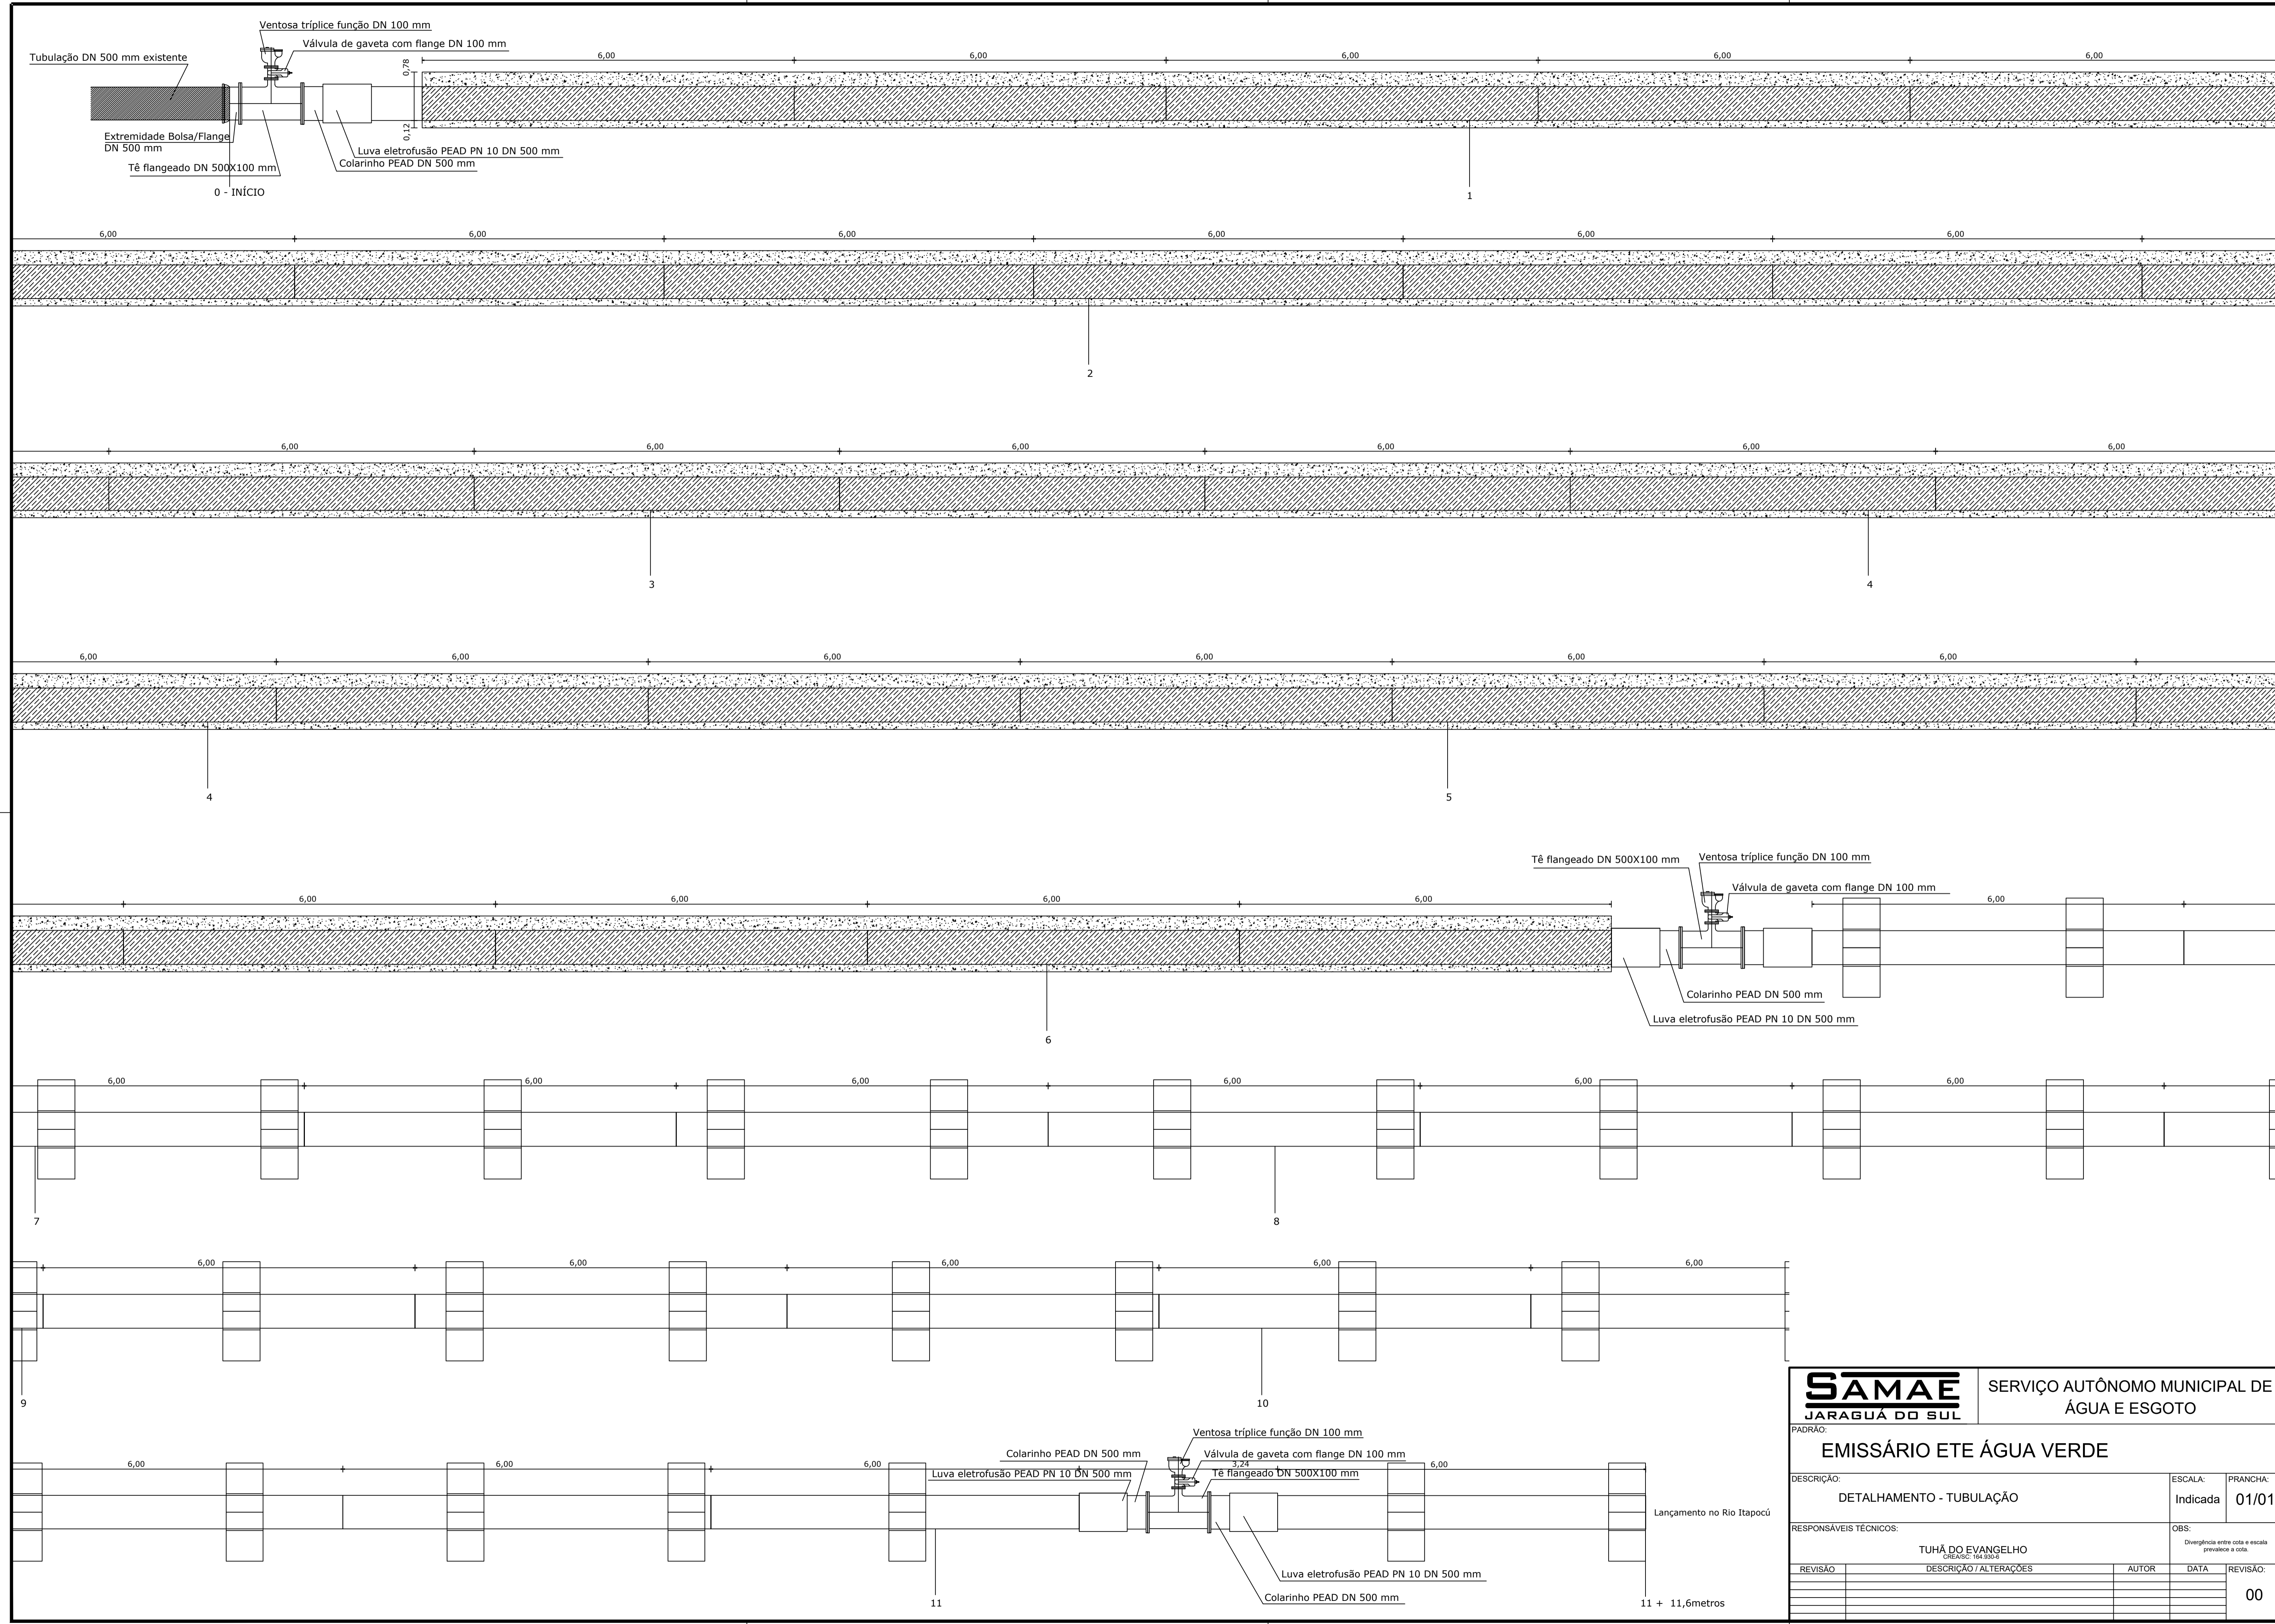 Ventosa tríplice função DN 100 mm
Válvula de gaveta com flange DN 100 mm
Tubulação DN 500 mm existente
6,00
6,00
6,00
6,00
6,00
0,78
0,12
Extremidade Bolsa/Flange
DN 500 mm
Luva eletrofusão PEAD PN 10 DN 500 mm
Colarinho PEAD DN 500 mm
Tê flangeado DN 500X100 mm
0 - INÍCIO
1
6,00
6,00
6,00
6,00
6,00
6,00
2
6,00
6,00
6,00
6,00
6,00
6,00
3
4
6,00
6,00
6,00
6,00
6,00
6,00
4
5
Tê flangeado DN 500X100 mm
Ventosa tríplice função DN 100 mm
Válvula de gaveta com flange DN 100 mm
6,00
6,00
6,00
6,00
6,00
Colarinho PEAD DN 500 mm
Luva eletrofusão PEAD PN 10 DN 500 mm
6
6,00
6,00
6,00
6,00
6,00
6,00
7
8
6,00
6,00
6,00
6,00
6,00
9
10
Ventosa tríplice função DN 100 mm
Colarinho PEAD DN 500 mm
Válvula de gaveta com flange DN 100 mm
6,00
6,00
6,00
3,24
6,00
Luva eletrofusão PEAD PN 10 DN 500 mm
Tê flangeado DN 500X100 mm
Lançamento no Rio Itapocú
Luva eletrofusão PEAD PN 10 DN 500 mm
Colarinho PEAD DN 500 mm
11
11 + 11,6metros
SAMAE
JARAGUÁ DO SUL
SERVIÇO AUTÔNOMO MUNICIPAL DE
ÁGUA E ESGOTO
PADRÃO:
EMISSÁRIO ETE ÁGUA VERDE
DESCRIÇÃO:
DETALHAMENTO - TUBULAÇÃO
ESCALA:
Indicada
PRANCHA:
01/01
RESPONSÁVEIS TÉCNICOS:
TUHÃ DO EVANGELHO
CREA/SC: 164.930-6
OBS:
Divergência entre cota e escala
prevalece a cota.
REVISÃO
DESCRIÇÃO / ALTERAÇÕES
AUTOR
DATA
REVISÃO:
00